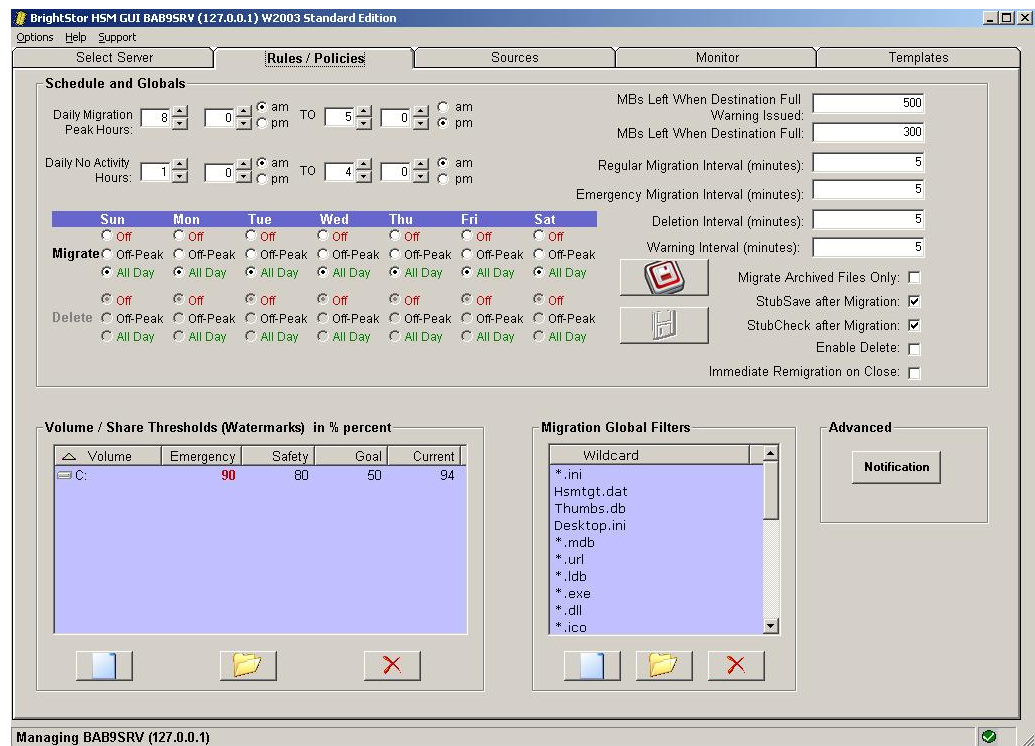 BrightStor HSM GUI BAB9SRV (127.0.0.1) W2003 Standard Edition
Options Help Support
Select Server Rules / Policies Sources Monitor Templates
Schedule and Globals
Daily Migration Peak Hours: 8 0 am pm TO 5 0 am pm
Daily No Activity Hours: 1 0 am pm TO 4 0 am pm
MBs Left When Destination Full Warning Issued: 500
MBs Left When Destination Full: 300
Regular Migration Interval (minutes): 5
Emergency Migration Interval (minutes): 5
Deletion Interval (minutes): 5
Warning Interval (minutes): 5
Sun Mon Tue Wed Thu Fri Sat
Off Off Off Off Off Off Off
Migrate Off-Peak Off-Peak Off-Peak Off-Peak Off-Peak Off-Peak Off-Peak
All Day All Day All Day All Day All Day All Day All Day
Off Off Off Off Off Off Off
Delete Off-Peak Off-Peak Off-Peak Off-Peak Off-Peak Off-Peak Off-Peak
All Day All Day All Day All Day All Day All Day All Day
Migrate Archived Files Only:
StubSave after Migration:
StubCheck after Migration:
Enable Delete:
Immediate Remigration on Close:
Volume / Share Thresholds (Watermarks) in % percent
Volume Emergency Safety Goal Current
C: 90 80 50 94
Migration Global Filters
Wildcard
*.ini
Hsmtgt.dat
Thumbs.db
Desktop.ini
*.mdb
*.url
*.ldb
*.exe
*.dll
*.ico
Advanced
Notification
Managing BAB9SRV (127.0.0.1)